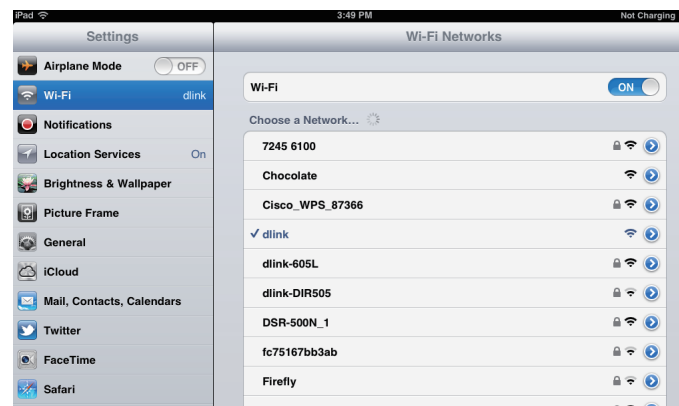 iPad 3:49 PM Not Charging
Settings
Airplane Mode OFF
Wi-Fi dlink
Notifications
Location Services On
Brightness & Wallpaper
Picture Frame
General
iCloud
Mail, Contacts, Calendars
Twitter
FaceTime
Safari
Wi-Fi Networks
Wi-Fi ON
Choose a Network...
7245 6100
Chocolate
Cisco_WPS_87366
dlink
dlink-605L
dlink-DIR505
DSR-500N_1
fc75167bb3ab
Firefly